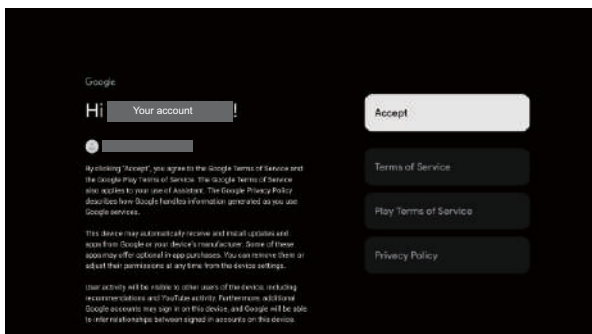 Google
Hi Your account !
By clicking "Accept", you agree to the Google Terms of Service and
the Google Play Terms of Service. The Google Terms of Service
also applies to your use of Assistant. The Google Privacy Policy
describes how Google handles information generated as you use
Google services.
This device may automatically receive and install updates and
apps from Google or your device's manufacturer. Some of these
apps may offer optional in-app purchases. You can remove them or
adjust their permissions at any time from the device settings.
User activity will be visible to other users of the device, including
recommendations and YouTube activity. Furthermore, additional
Google accounts may sign in on this device, and Google will be able
to infer relationships between signed in accounts on this device.
Accept
Terms of Service
Play Terms of Service
Privacy Policy